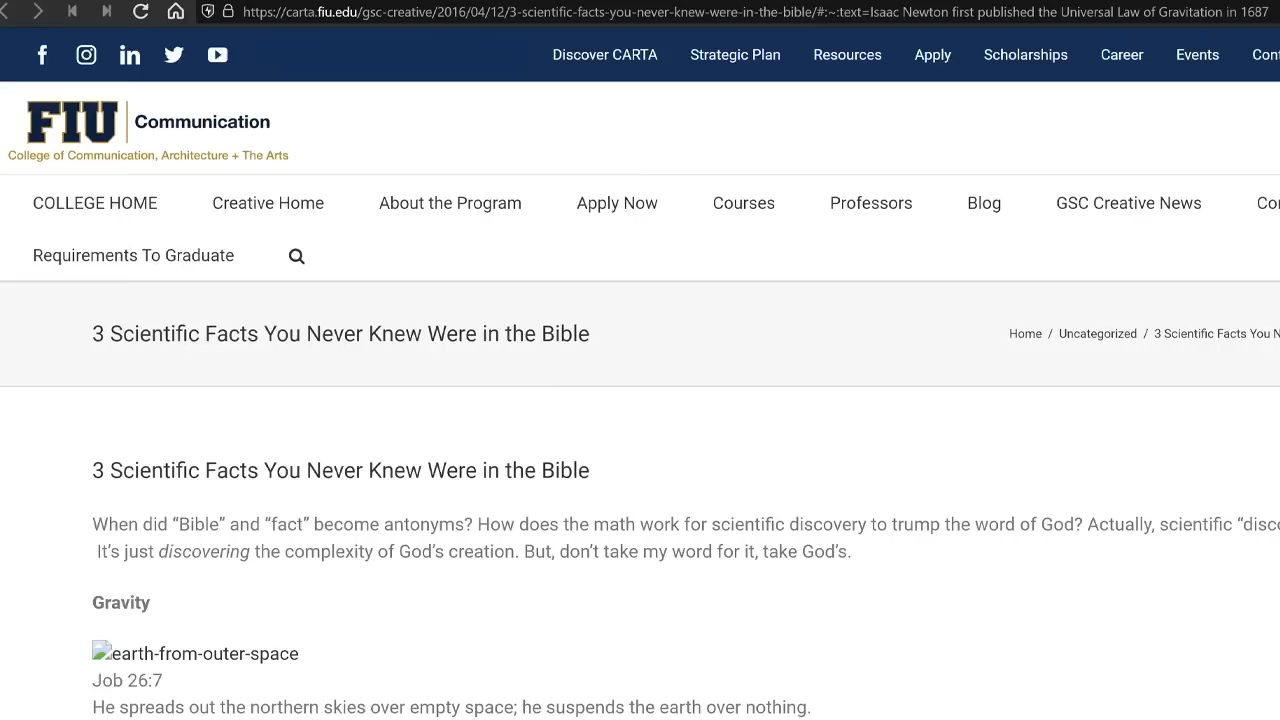 https://carta.fiu.edu/gsc-creative/2016/04/12/3-scientific-facts-you-never-knew-were-in-the-bible/#:~:text=Isaac Newton first published the Universal Law of Gravitation in 1687
Discover CARTA Strategic Plan Resources Apply Scholarships Career Events Cont
FIU Communication
College of Communication, Architecture + The Arts
COLLEGE HOME Creative Home About the Program Apply Now Courses Professors Blog GSC Creative News Con
Requirements To Graduate
3 Scientific Facts You Never Knew Were in the Bible
Home / Uncategorized / 3 Scientific Facts You N
3 Scientific Facts You Never Knew Were in the Bible
When did “Bible” and “fact” become antonyms? How does the math work for scientific discovery to trump the word of God? Actually, scientific “disco
It’s just discovering the complexity of God’s creation. But, don’t take my word for it, take God’s.
Gravity
earth-from-outer-space
Job 26:7
He spreads out the northern skies over empty space; he suspends the earth over nothing.